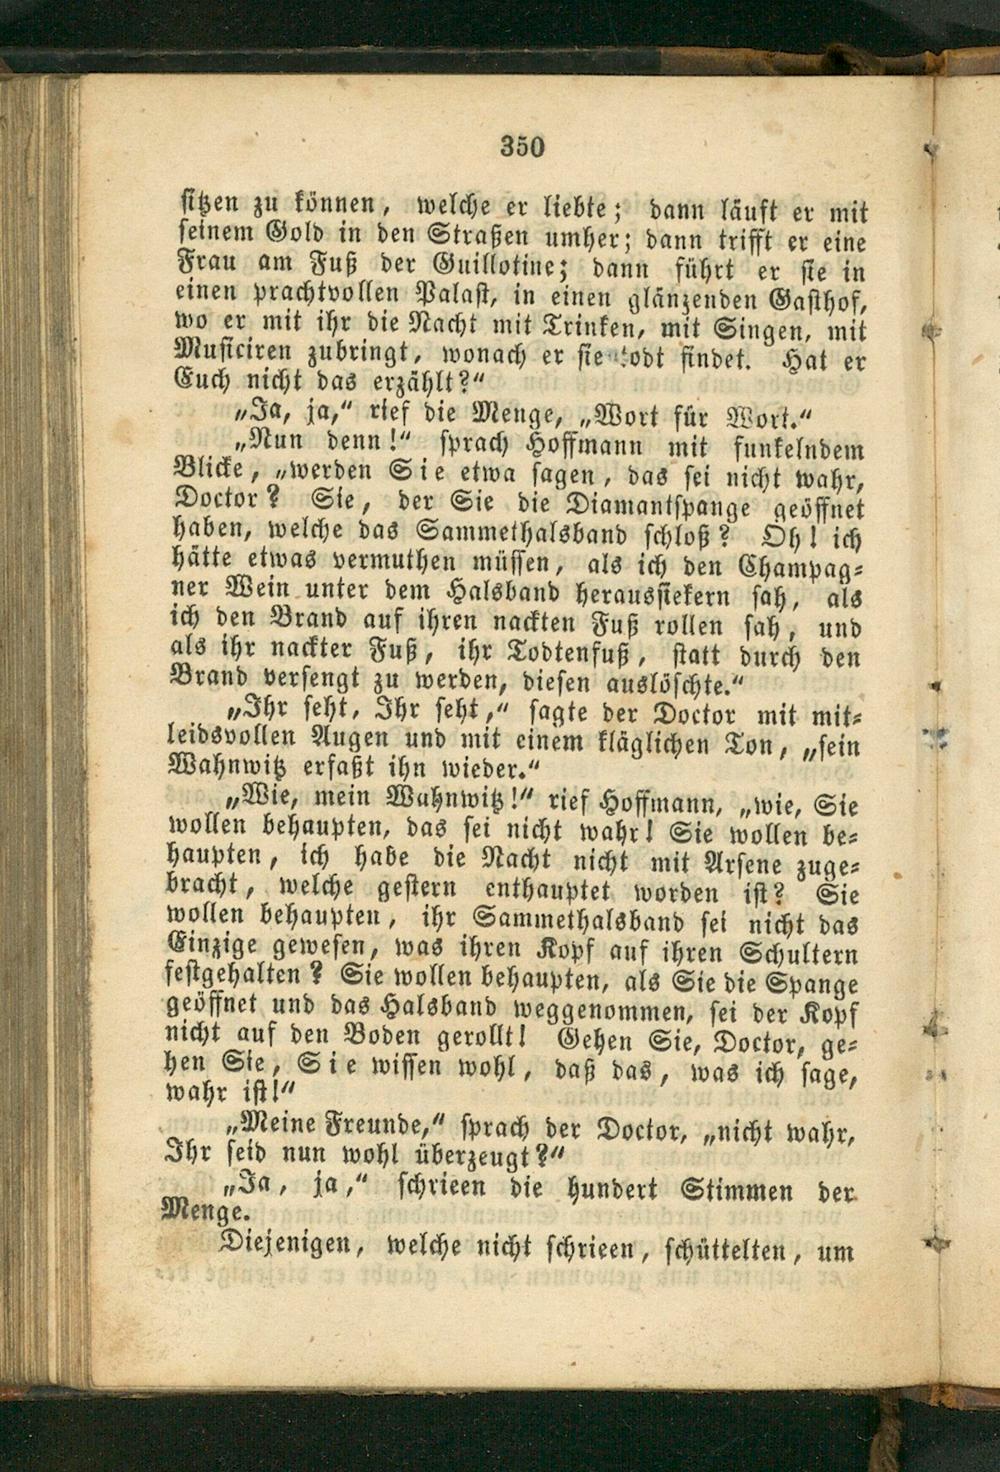 350
sitzen zu können, welche er liebte; dann läuft er mit
seinem Gold in den Straßen umher; dann trifft er eine
Frau am Fuß der Guillotine; dann führt er sie in
einen prachtvollen Palast, in einen glänzenden Gasthof,
wo er mit ihr die Nacht mit Trinken, mit Singen, mit
Musiciren zubringt, wonach er sie todt findet. Hat er
Euch nicht das erzählt?“
„Ja, ja,“ rief die Menge, „Wort für Wort.“
„Nun denn!“ sprach Hoffmann mit funkelndem
Blicke, „werden Sie etwa sagen, das sei nicht wahr,
Doctor? Sie, der Sie die Diamantspange geöffnet
haben, welche das Sammethalsband schloß? Oh! ich
hätte etwas vermuthen müssen, als ich den Champag-
ner Wein unter dem Halsband heraussiekern sah, als
ich den Brand auf ihren nackten Fuß rollen sah, und
als ihr nackter Fuß, ihr Todtenfuß, statt durch den
Brand versengt zu werden, diesen auslöschte.“
„Ihr seht, Ihr seht,“ sagte der Doctor mit mit-
leidsvollen Augen und mit einem kläglichen Ton, „sein
Wahnwitz erfaßt ihn wieder.“
„Wie, mein Wahnwitz!“ rief Hoffmann, „wie, Sie
wollen behaupten, das sei nicht wahr! Sie wollen be-
haupten, ich habe die Nacht nicht mit Arsene zuge-
bracht, welche gestern enthauptet worden ist? Sie
wollen behaupten, ihr Sammethalsband sei nicht das
Einzige gewesen, was ihren Kopf auf ihren Schultern
festgehalten? Sie wollen behaupten, als Sie die Spange
geöffnet und das Halsband weggenommen, sei der Kopf
nicht auf den Boden gerollt! Gehen Sie, Doctor, ge-
hen Sie, Sie wissen wohl, daß das, was ich sage,
wahr ist!“
„Meine Freunde,“ sprach der Doctor, „nicht wahr,
Ihr seid nun wohl überzeugt?“
„Ja, ja,“ schrieen die hundert Stimmen der
Menge.
Diejenigen, welche nicht schrieen, schüttelten, um